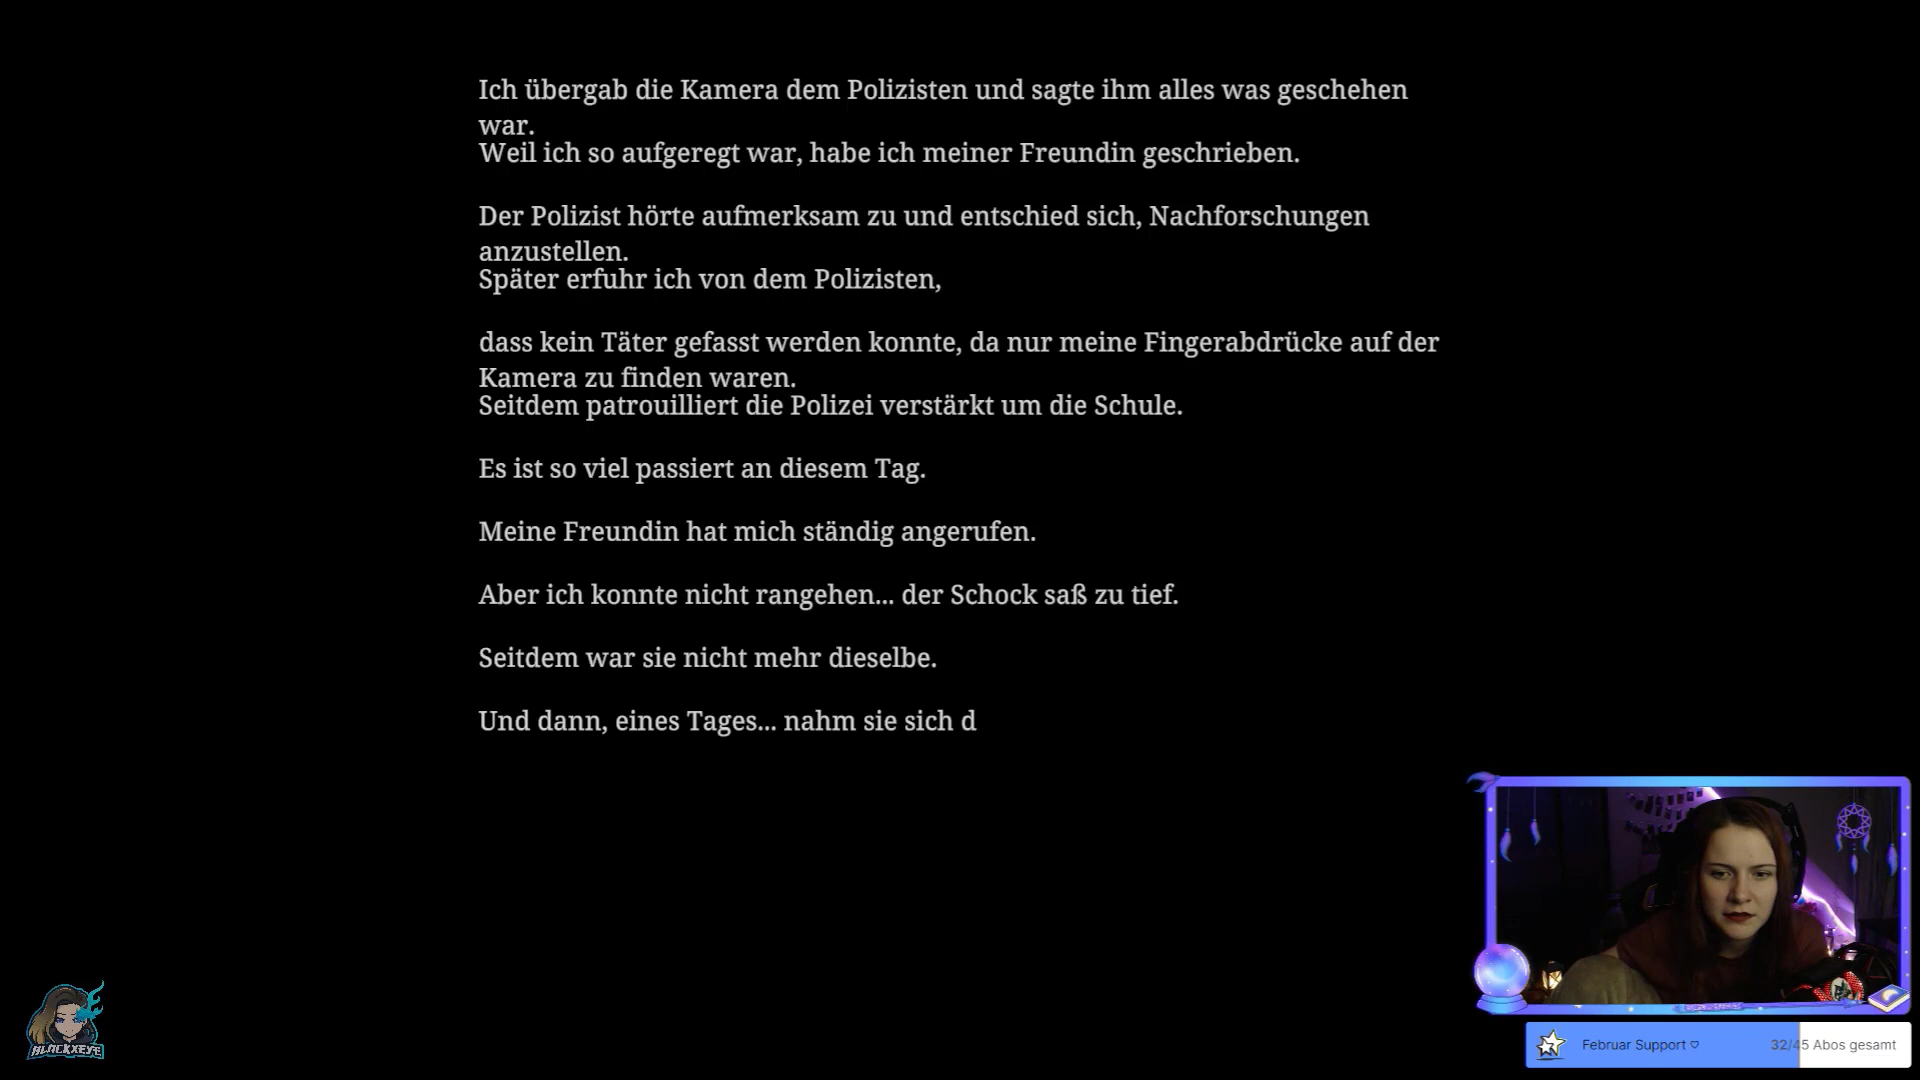 Ich übergab die Kamera dem Polizisten und sagte ihm alles was geschehen
war.
Weil ich so aufgeregt war, habe ich meiner Freundin geschrieben.
Der Polizist hörte aufmerksam zu und entschied sich, Nachforschungen
anzustellen.
Später erfuhr ich von dem Polizisten,
dass kein Täter gefasst werden konnte, da nur meine Fingerabdrücke auf der
Kamera zu finden waren.
Seitdem patrouilliert die Polizei verstärkt um die Schule.
Es ist so viel passiert an diesem Tag.
Meine Freundin hat mich ständig angerufen.
Aber ich konnte nicht rangehen... der Schock saß zu tief.
Seitdem war sie nicht mehr dieselbe.
Und dann, eines Tages... nahm sie sich d
BLACKXEYE
Februar Support ♡ 32/45 Abos gesamt